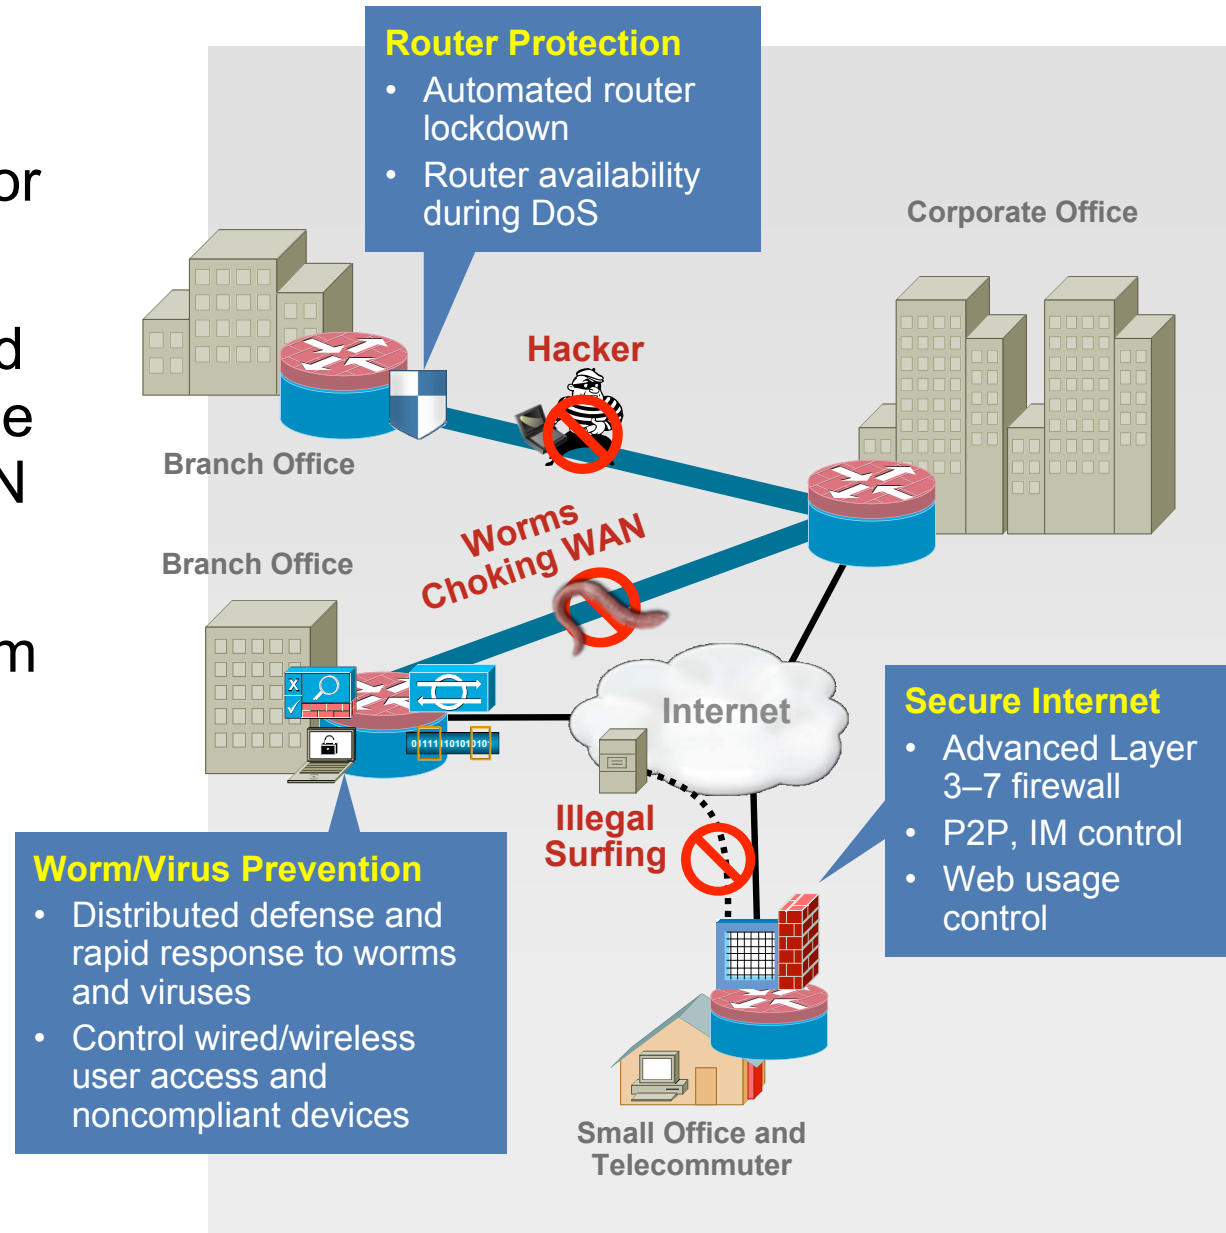 Router Protection
• Automated router
lockdown
• Router availability
during DoS
or
d
e
N
m
Corporate Office
Hacker
Branch Office
Worms
Choking WAN
Branch Office
X
✓
Internet
Illegal
Surfing
Secure Internet
• Advanced Layer
3–7 firewall
• P2P, IM control
• Web usage
control
Worm/Virus Prevention
• Distributed defense and
rapid response to worms
and viruses
• Control wired/wireless
user access and
noncompliant devices
Small Office and
Telecommuter